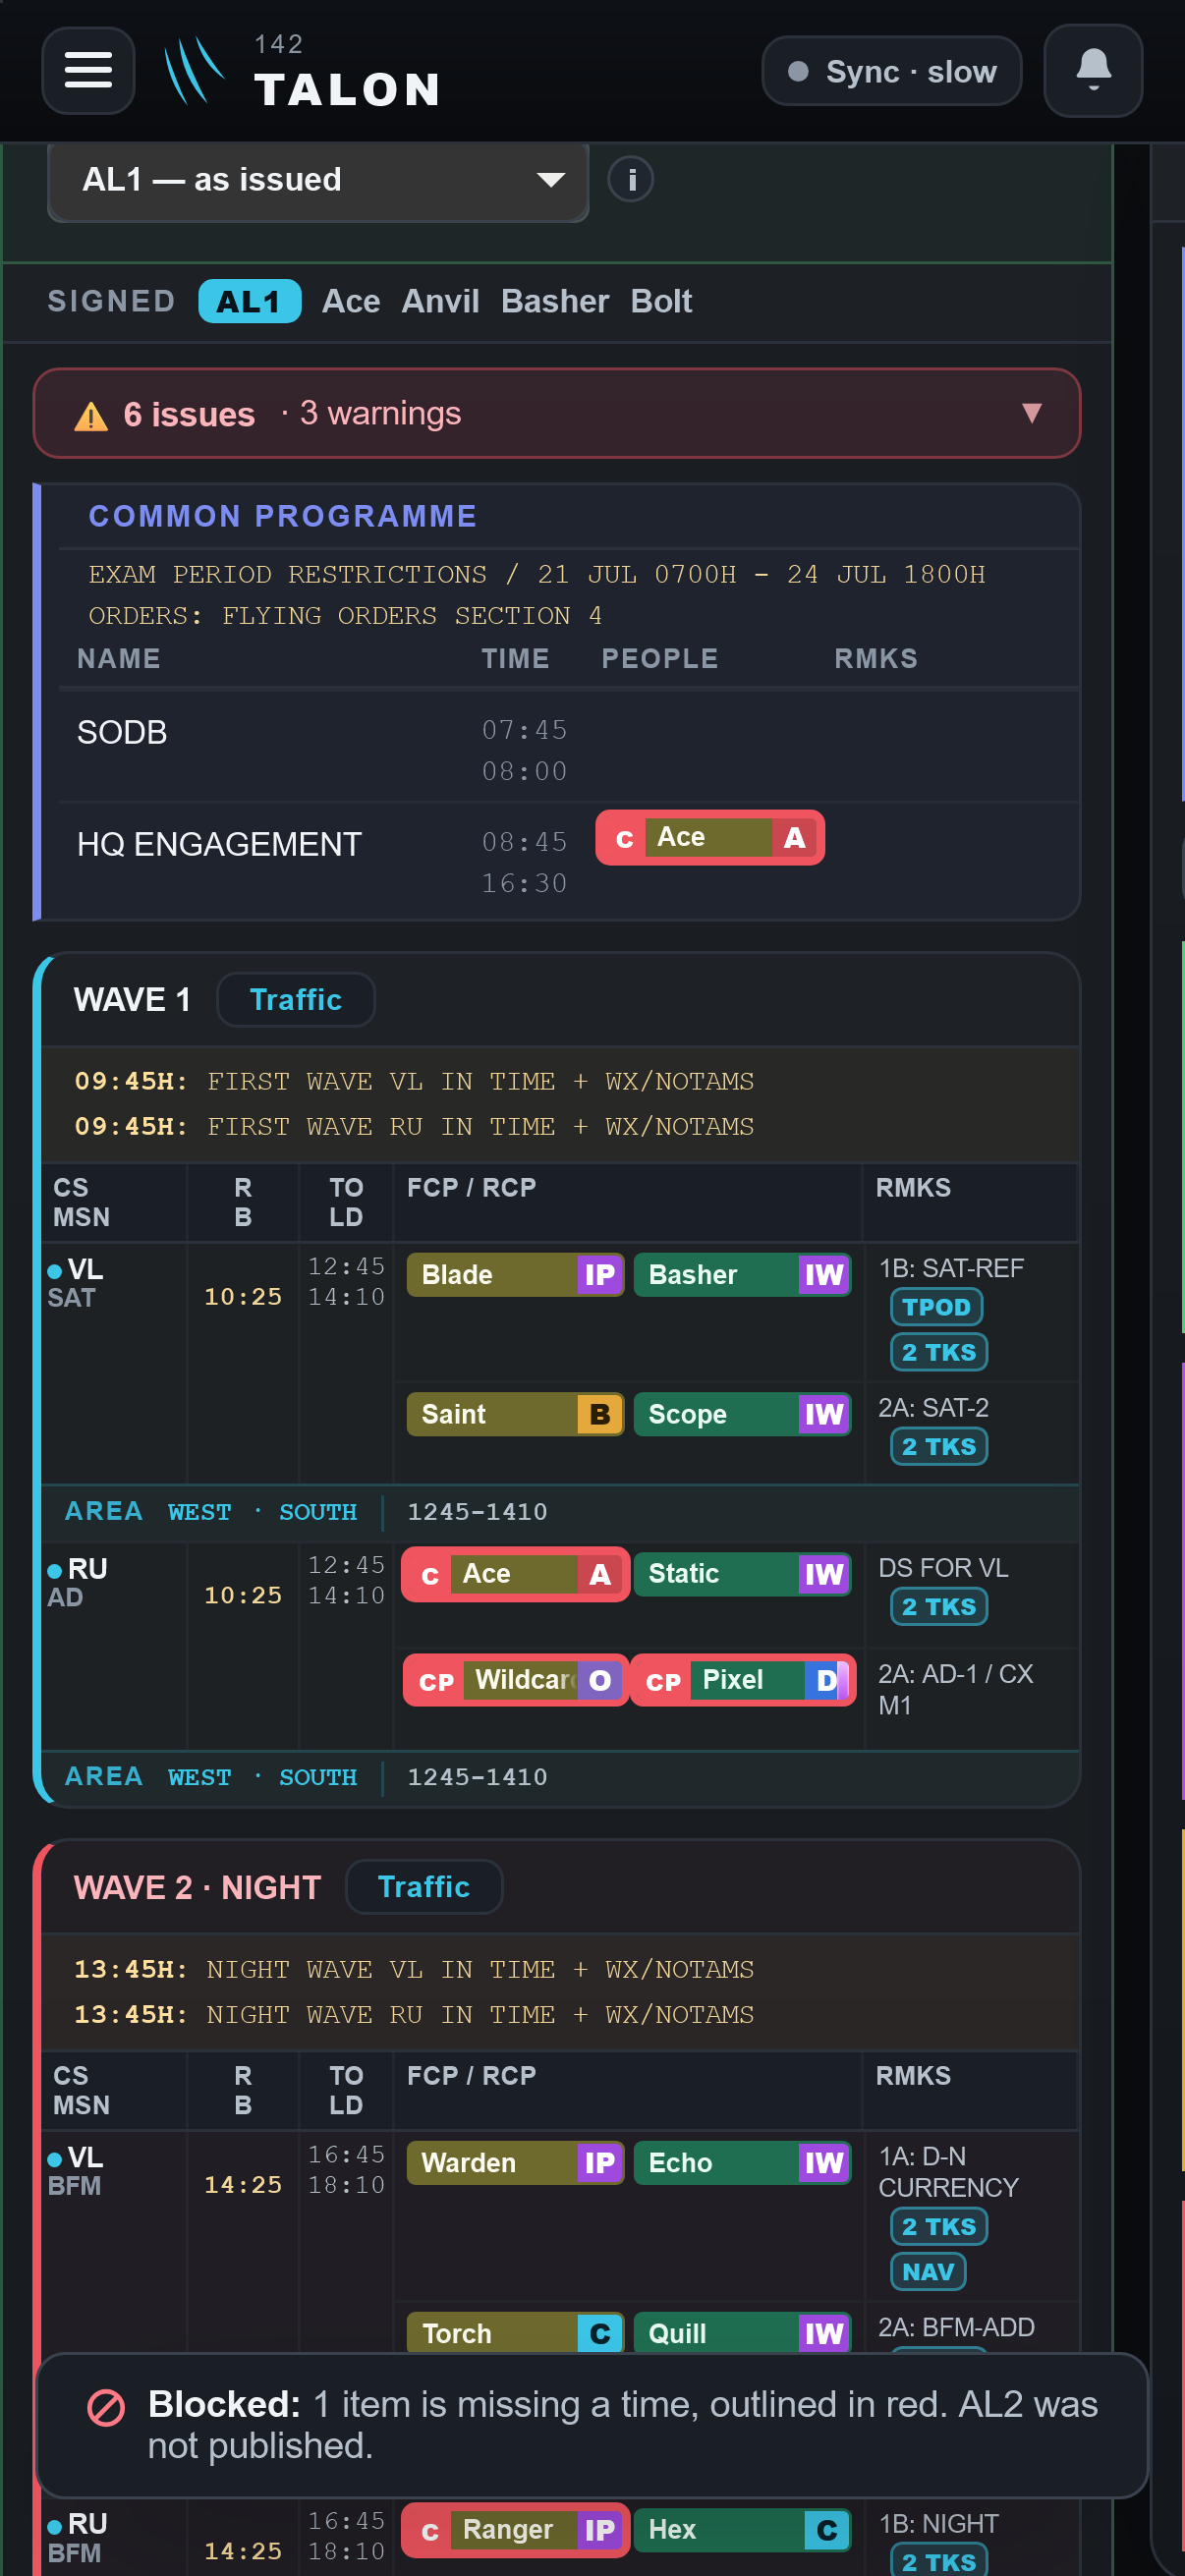 142
TALON
Sync · slow
AL1 — as issued
i
SIGNED AL1 Ace Anvil Basher Bolt
6 issues · 3 warnings
COMMON PROGRAMME
EXAM PERIOD RESTRICTIONS / 21 JUL 0700H - 24 JUL 1800H
ORDERS: FLYING ORDERS SECTION 4
NAME TIME PEOPLE RMKS
SODB 07:45
08:00
HQ ENGAGEMENT 08:45 C Ace A
16:30
WAVE 1 Traffic
09:45H: FIRST WAVE VL IN TIME + WX/NOTAMS
09:45H: FIRST WAVE RU IN TIME + WX/NOTAMS
CS R TO FCP / RCP RMKS
MSN B LD
VL 12:45 Blade IP Basher IW 1B: SAT-REF
SAT 10:25 14:10 TPOD
2 TKS
Saint B Scope IW 2A: SAT-2
2 TKS
AREA WEST · SOUTH 1245-1410
RU 12:45 C Ace A Static IW DS FOR VL
AD 10:25 14:10 2 TKS
CP Wildcar O CP Pixel D 2A: AD-1 / CX
M1
AREA WEST · SOUTH 1245-1410
WAVE 2 · NIGHT Traffic
13:45H: NIGHT WAVE VL IN TIME + WX/NOTAMS
13:45H: NIGHT WAVE RU IN TIME + WX/NOTAMS
CS R TO FCP / RCP RMKS
MSN B LD
VL 16:45 Warden IP Echo IW 1A: D-N
BFM 14:25 18:10 CURRENCY
2 TKS
NAV
Torch C Quill IW 2A: BFM-ADD
Blocked: 1 item is missing a time, outlined in red. AL2 was
not published.
RU 16:45 C Ranger IP Hex C 1B: NIGHT
BFM 14:25 18:10 2 TKS